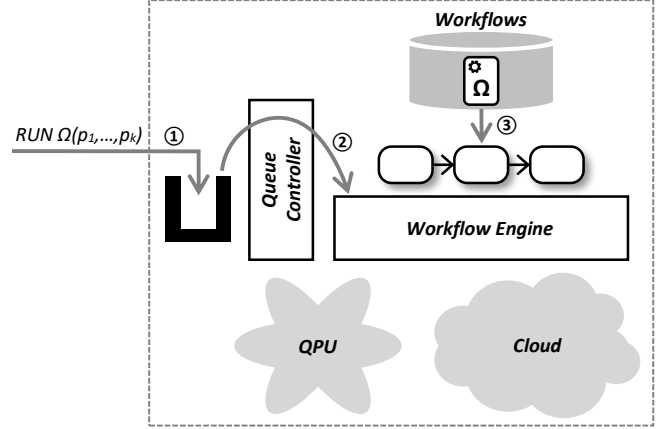 Workflows
Ω
RUN Ω(p₁,...,pₖ)
①
②
③
Queue
Controller
Workflow Engine
QPU
Cloud